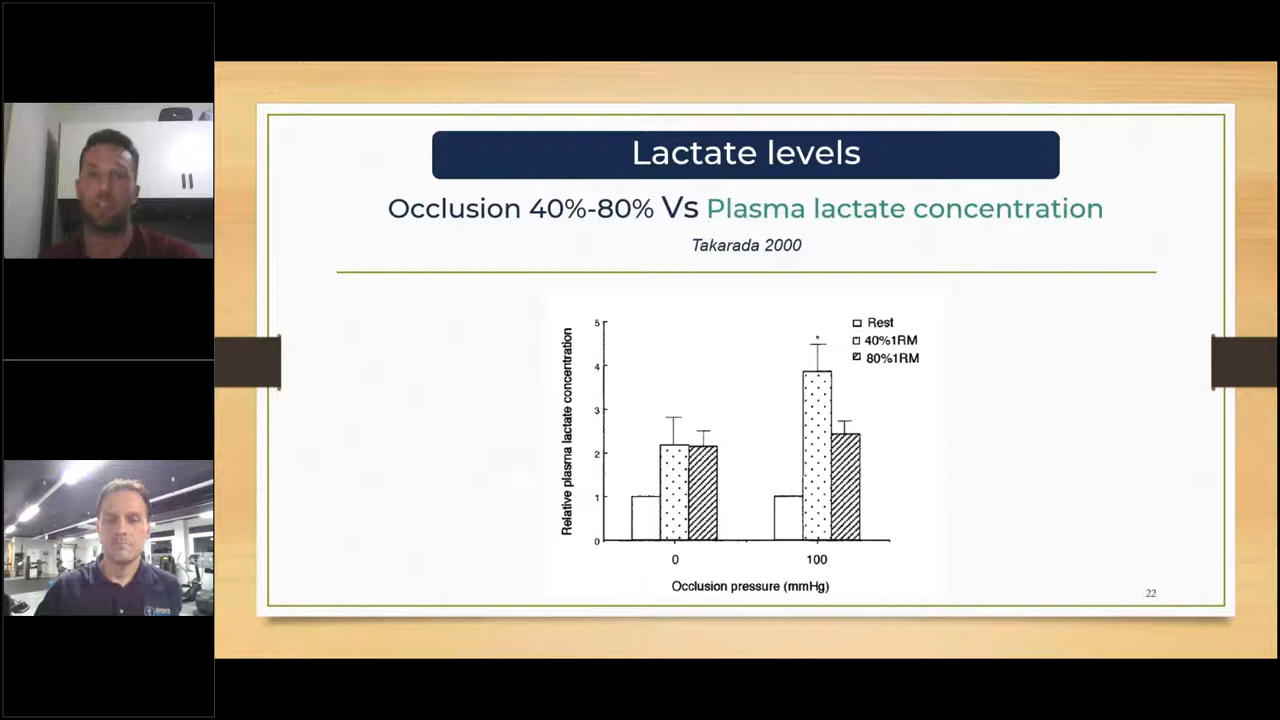 Lactate levels
Occlusion 40%-80% Vs Plasma lactate concentration
Takarada 2000
Relative plasma lactate concentration
5
4
3
2
1
0
*
Rest
40%1RM
80%1RM
0
100
Occlusion pressure (mmHg)
22